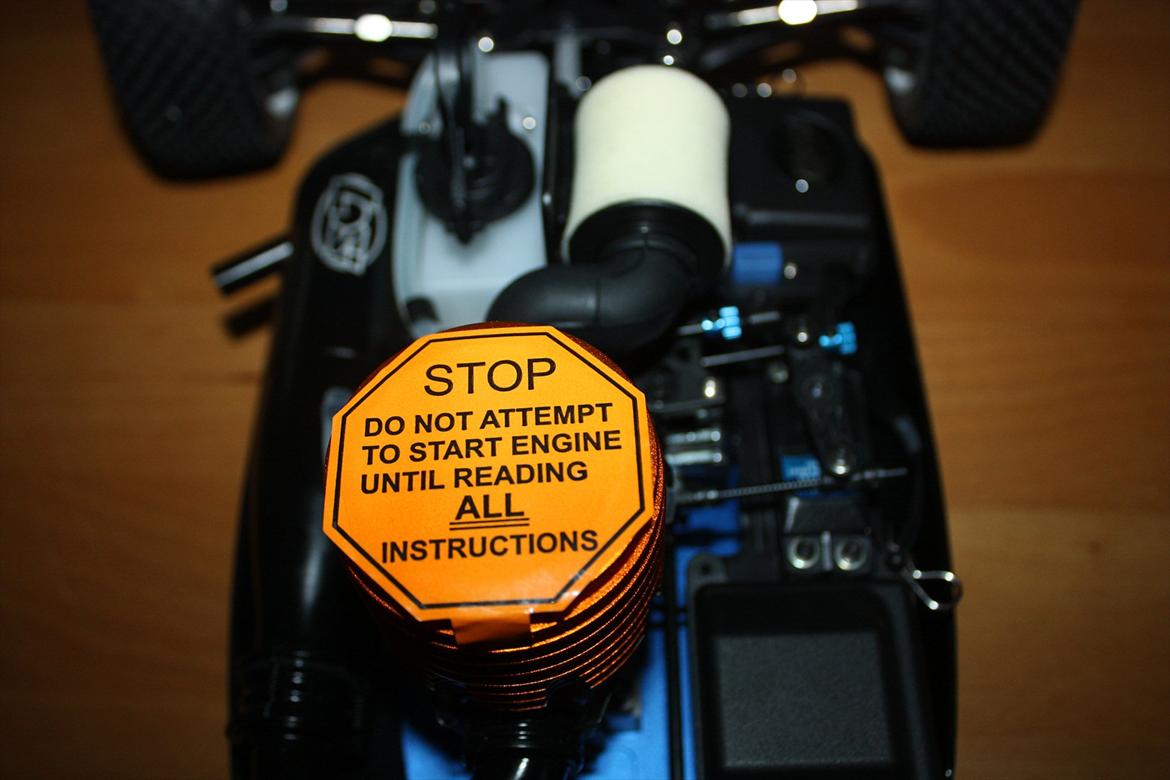 STOP
DO NOT ATTEMPT
TO START ENGINE
UNTIL READING
ALL
INSTRUCTIONS